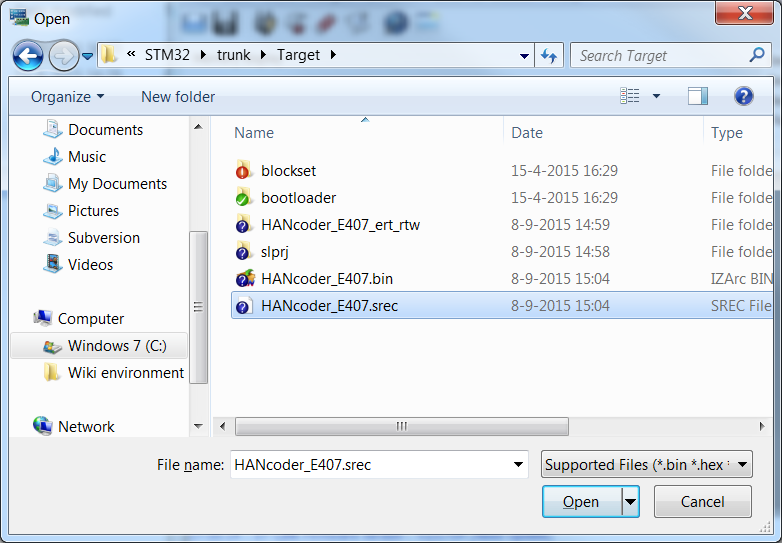 Open
« STM32 Target trunk
Search Target
Organize New folder
Documents
Music
My Documents
Pictures
Subversion
Videos
Computer
Windows 7 (C:)
Wiki environment
Network
Name Date Type
blockset 15-4-2015 16:29 File folde
bootloader 15-4-2015 16:29 File folde
HANcoder_E407_ert_rtw 8-9-2015 14:59 File folde
slprj 8-9-2015 14:58 File folde
HANcoder_E407.bin 8-9-2015 15:04 IZArc BIN
HANcoder_E407.srec 8-9-2015 15:04 SREC File
File name: HANcoder_E407.srec Supported Files (*.bin *.hex *
Open Cancel